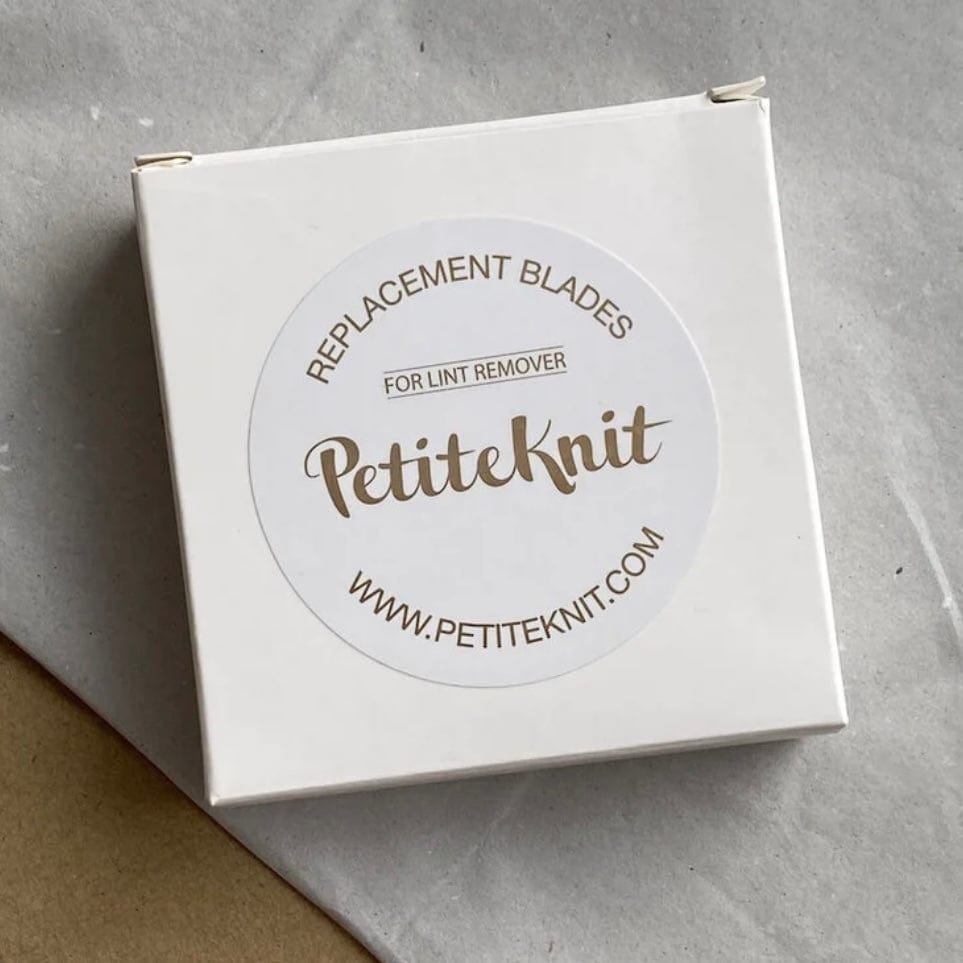 REPLACEMENT BLADES
FOR LINT REMOVER
PetiteKnit
WWW.PETITEKNIT.COM